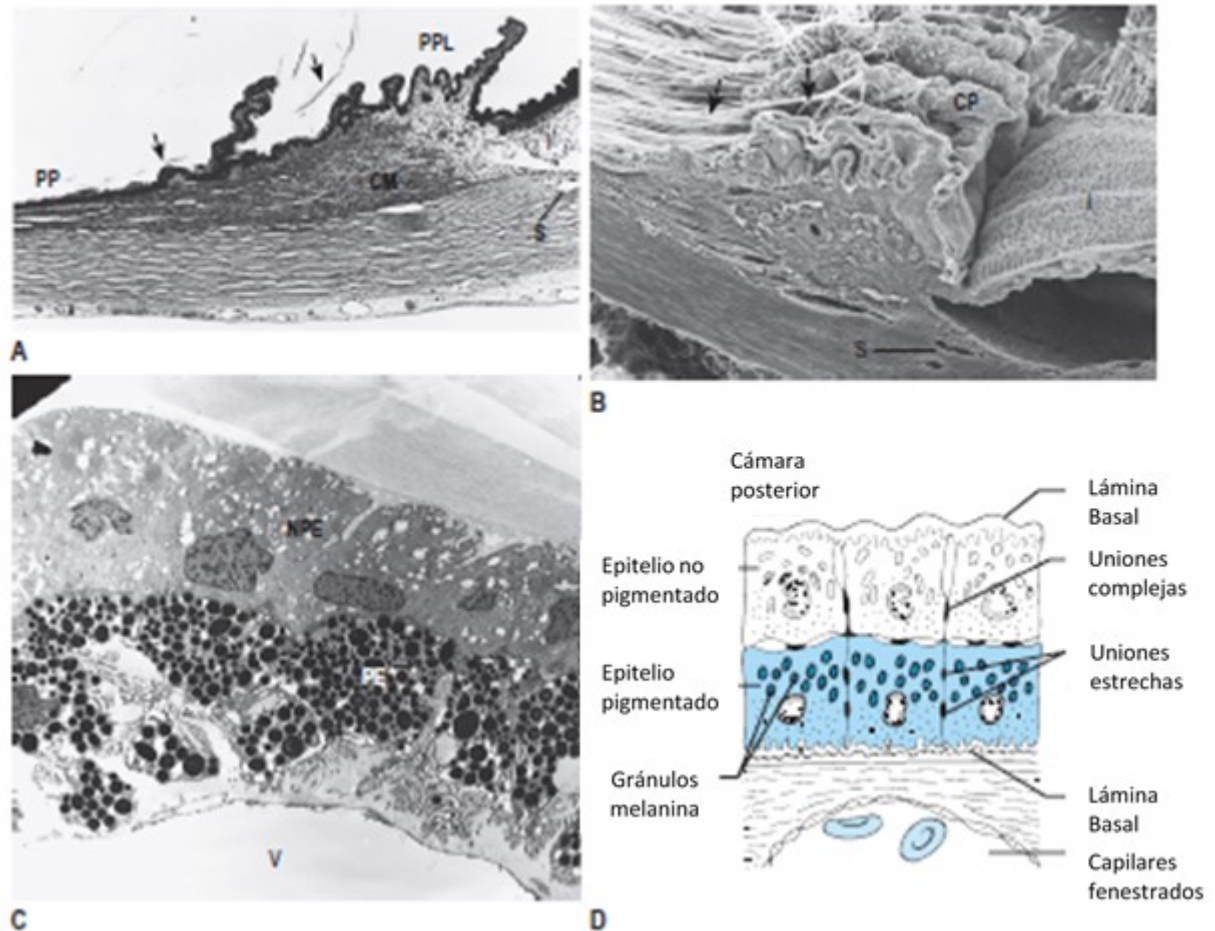 PPL
PP
I
CM
S
A
CP
I
S
B
NPE
PE
V
C
Cámara
posterior
Lámina
Basal
Epitelio no
pigmentado
Uniones
complejas
Epitelio
pigmentado
Uniones
estrechas
Gránulos
melanina
Lámina
Basal
Capilares
fenestrados
D